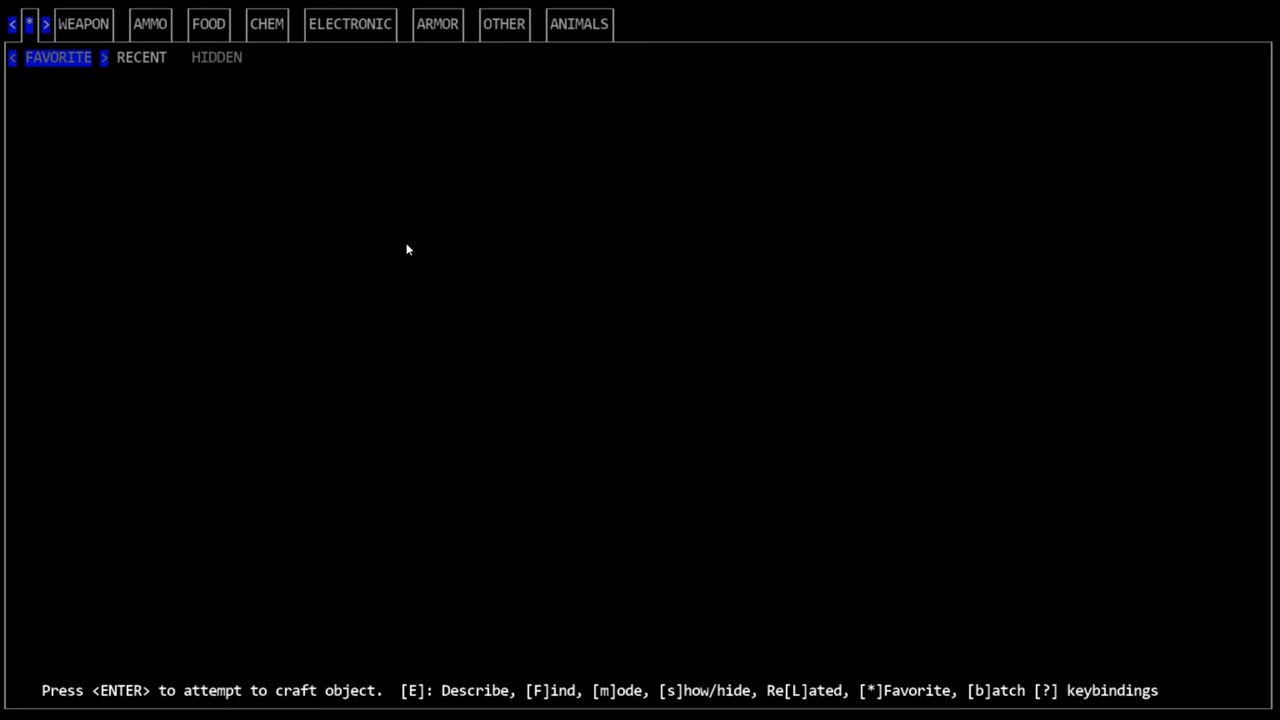 < * > WEAPON AMMO FOOD CHEM ELECTRONIC ARMOR OTHER ANIMALS
< FAVORITE > RECENT HIDDEN
Press <ENTER> to attempt to craft object. [E]: Describe, [F]ind, [m]ode, [s]how/hide, Re[L]ated, [*]Favorite, [b]atch [?] keybindings